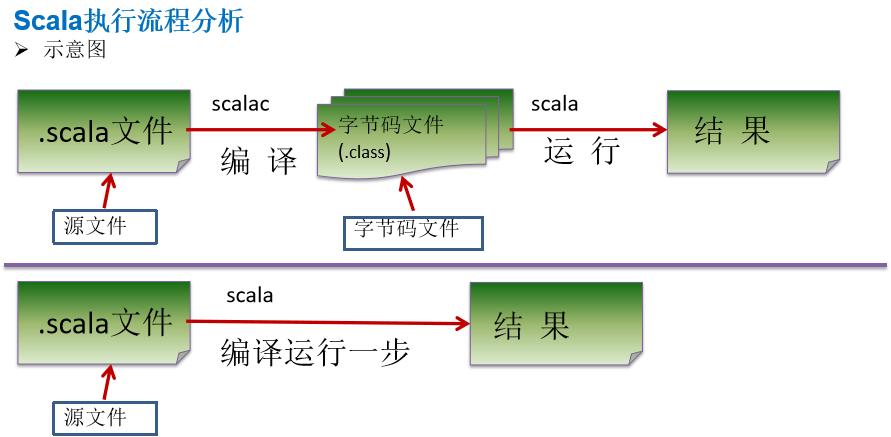 Scala执行流程分析
➢ 示意图
scalac
scala
.scala文件
字节码文件
(.class)
结 果
编 译
运 行
源文件
字节码文件
scala
.scala文件
结 果
编译运行一步
源文件